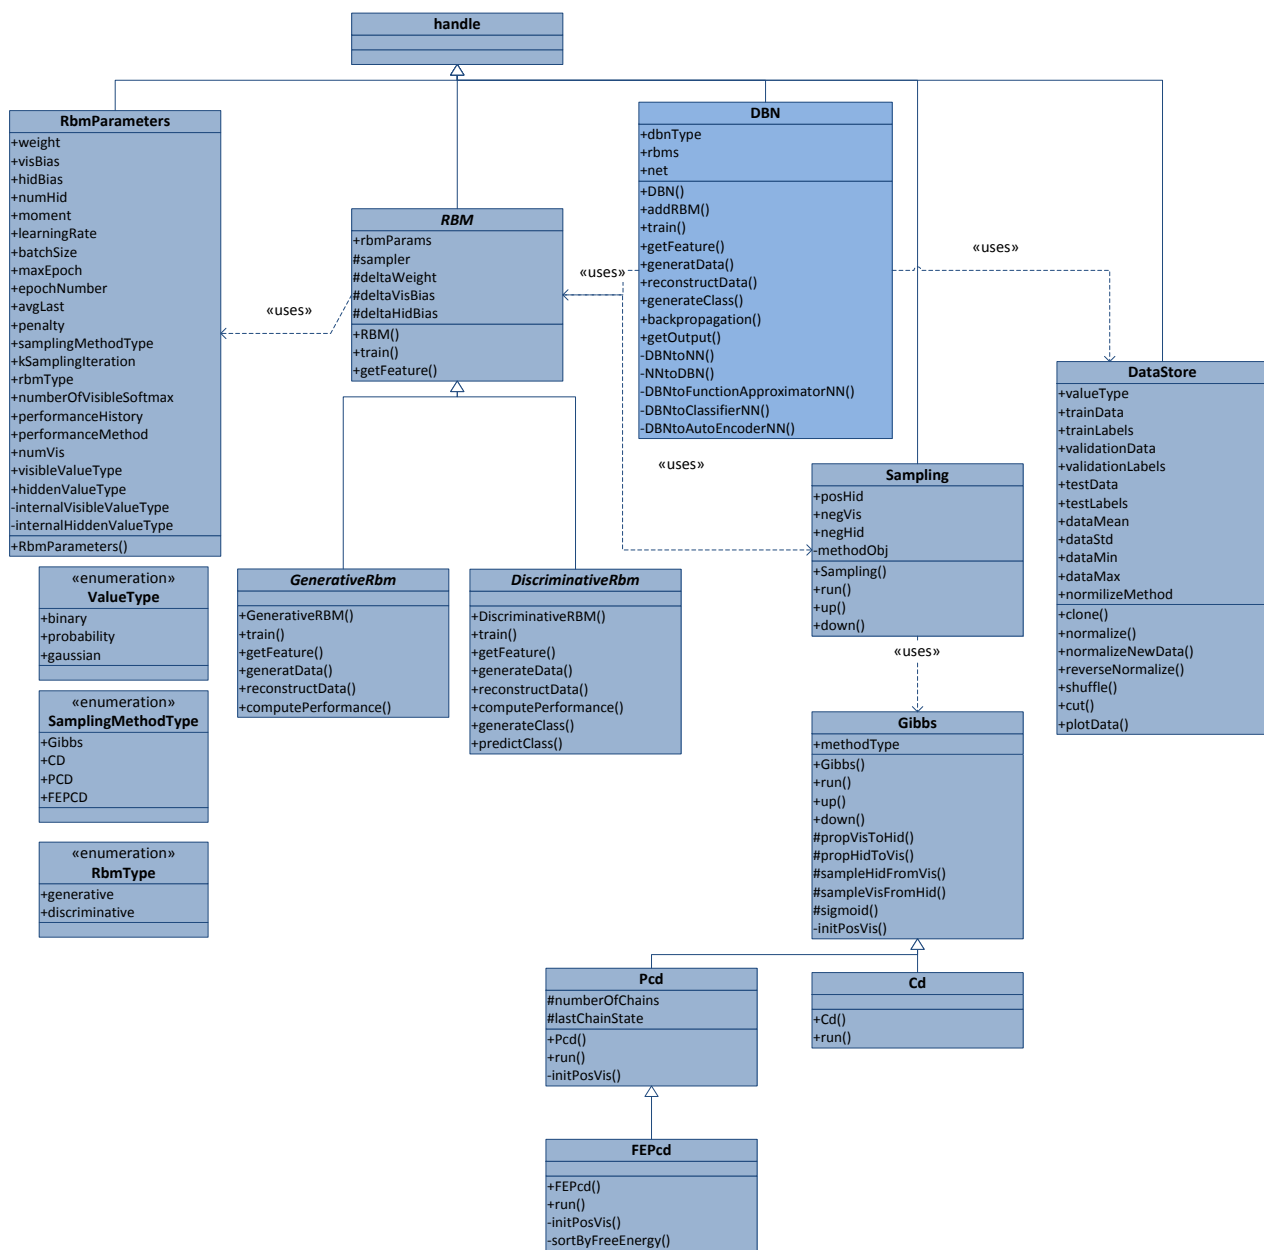 handle
RbmParameters
+weight
+visBias
+hidBias
+numHid
+moment
+learningRate
+batchSize
+maxEpoch
+epochNumber
+avgLast
+penalty
+samplingMethodType
+kSamplingIteration
+rbmType
+numberOfVisibleSoftmax
+performanceHistory
+performanceMethod
+numVis
+visibleValueType
+hiddenValueType
-internalVisibleValueType
-internalHiddenValueType
+RbmParameters()
«uses»
RBM
+rbmParams
#sampler
#deltaWeight
#deltaVisBias
#deltaHidBias
+RBM()
+train()
+getFeature()
«uses»
DBN
+dbnType
+rbms
+net
+DBN()
+addRBM()
+train()
+getFeature()
+generatData()
+reconstructData()
+generateClass()
+backpropagation()
+getOutput()
-DBNtoNN()
-NNtoDBN()
-DBNtoFunctionApproximatorNN()
-DBNtoClassifierNN()
-DBNtoAutoEncoderNN()
«uses»
DataStore
+valueType
+trainData
+trainLabels
+validationData
+validationLabels
+testData
+testLabels
+dataMean
+dataStd
+dataMin
+dataMax
+normilizeMethod
+clone()
+normalize()
+normalizeNewData()
+reverseNormalize()
+shuffle()
+cut()
+plotData()
«uses»
Sampling
+posHid
+negVis
+negHid
-methodObj
+Sampling()
+run()
+up()
+down()
«uses»
«enumeration»
ValueType
+binary
+probability
+gaussian
«enumeration»
SamplingMethodType
+Gibbs
+CD
+PCD
+FEPCD
«enumeration»
RbmType
+generative
+discriminative
GenerativeRbm
+GenerativeRBM()
+train()
+getFeature()
+generatData()
+reconstructData()
+computePerformance()
DiscriminativeRbm
+DiscriminativeRBM()
+train()
+getFeature()
+generateData()
+reconstructData()
+computePerformance()
+generateClass()
+predictClass()
Gibbs
+methodType
+Gibbs()
+run()
+up()
+down()
#propVisToHid()
#propHidToVis()
#sampleHidFromVis()
#sampleVisFromHid()
#sigmoid()
-initPosVis()
Pcd
#numberOfChains
#lastChainState
+Pcd()
+run()
-initPosVis()
Cd
+Cd()
+run()
FEPcd
+FEPcd()
+run()
-initPosVis()
-sortByFreeEnergy()